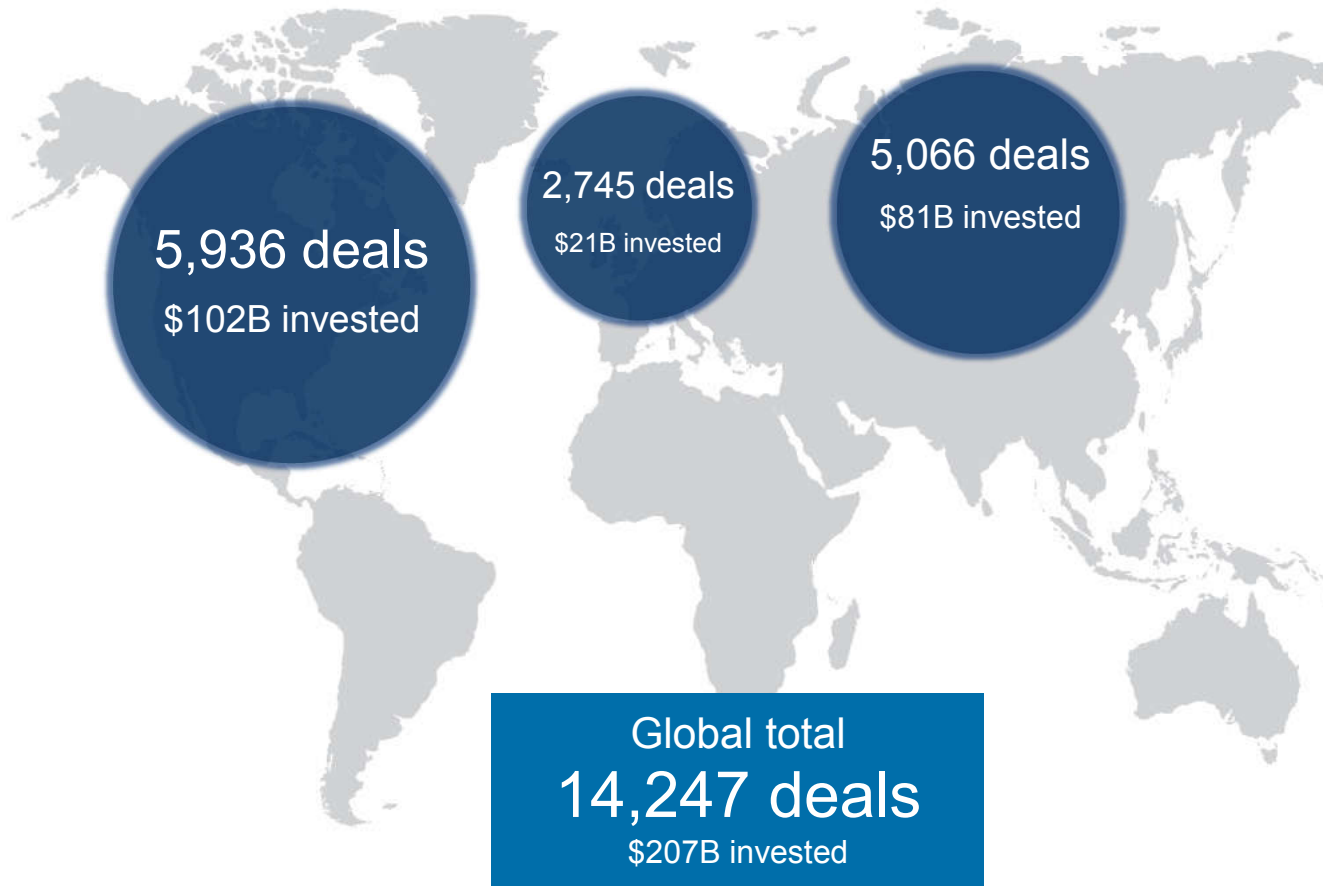 5,936 deals
$102B invested
2,745 deals
$21B invested
5,066 deals
$81B invested
Global total
14,247 deals
$207B invested